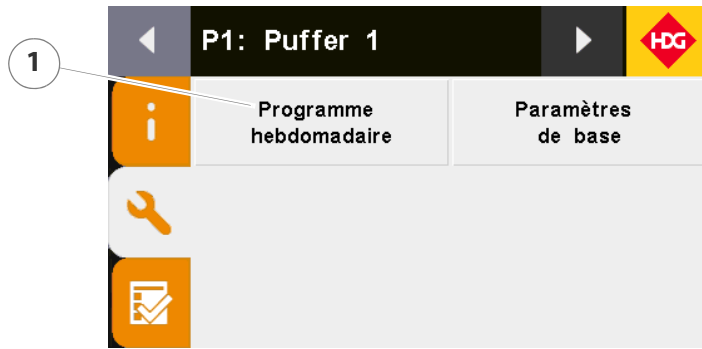 P1: Puffer 1
HDG
1
i
Programme
hebdomadaire
Paramètres
de base